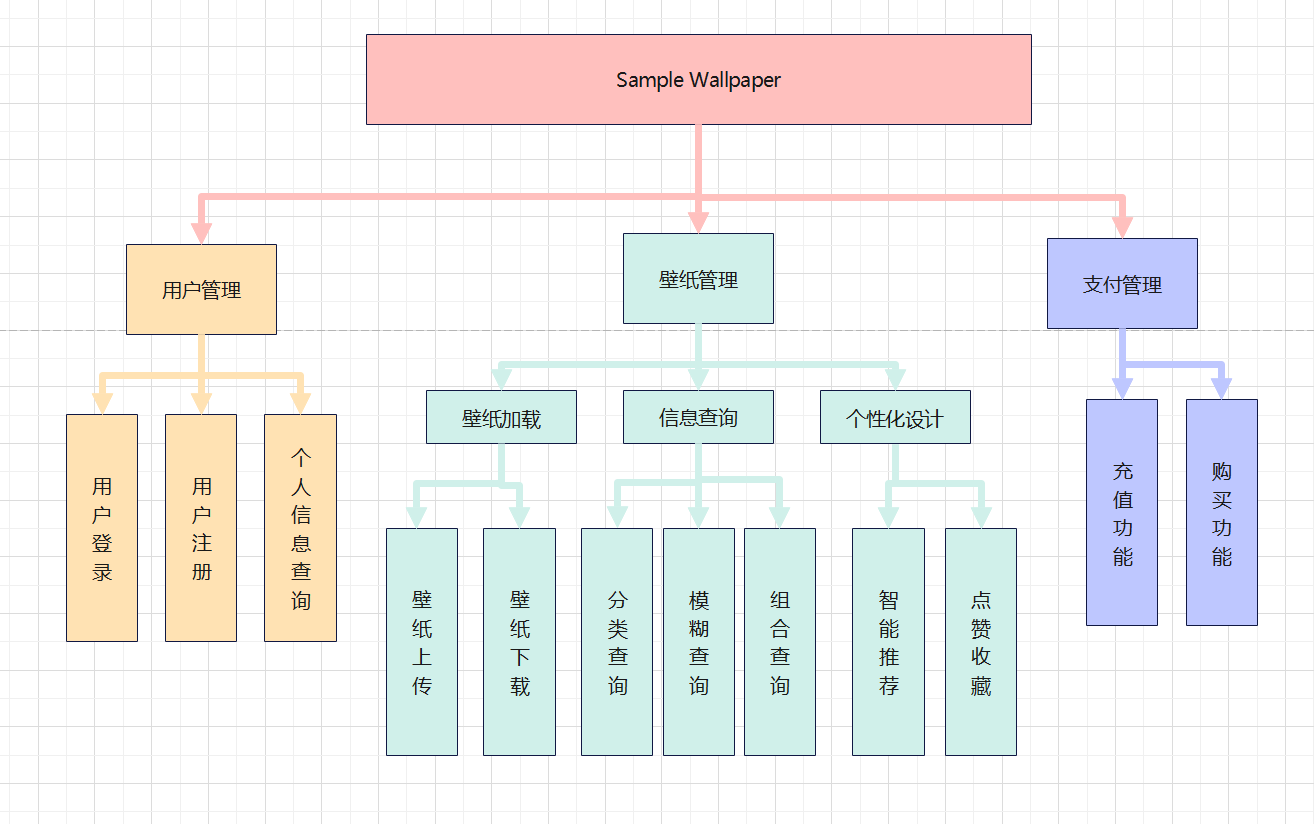 Sample Wallpaper
用户管理
壁纸管理
支付管理
壁纸加载
信息查询
个性化设计
用户登录
用户注册
个人信息查询
充值功能
购买功能
壁纸上传
壁纸下载
分类查询
模糊查询
组合查询
智能推荐
点赞收藏